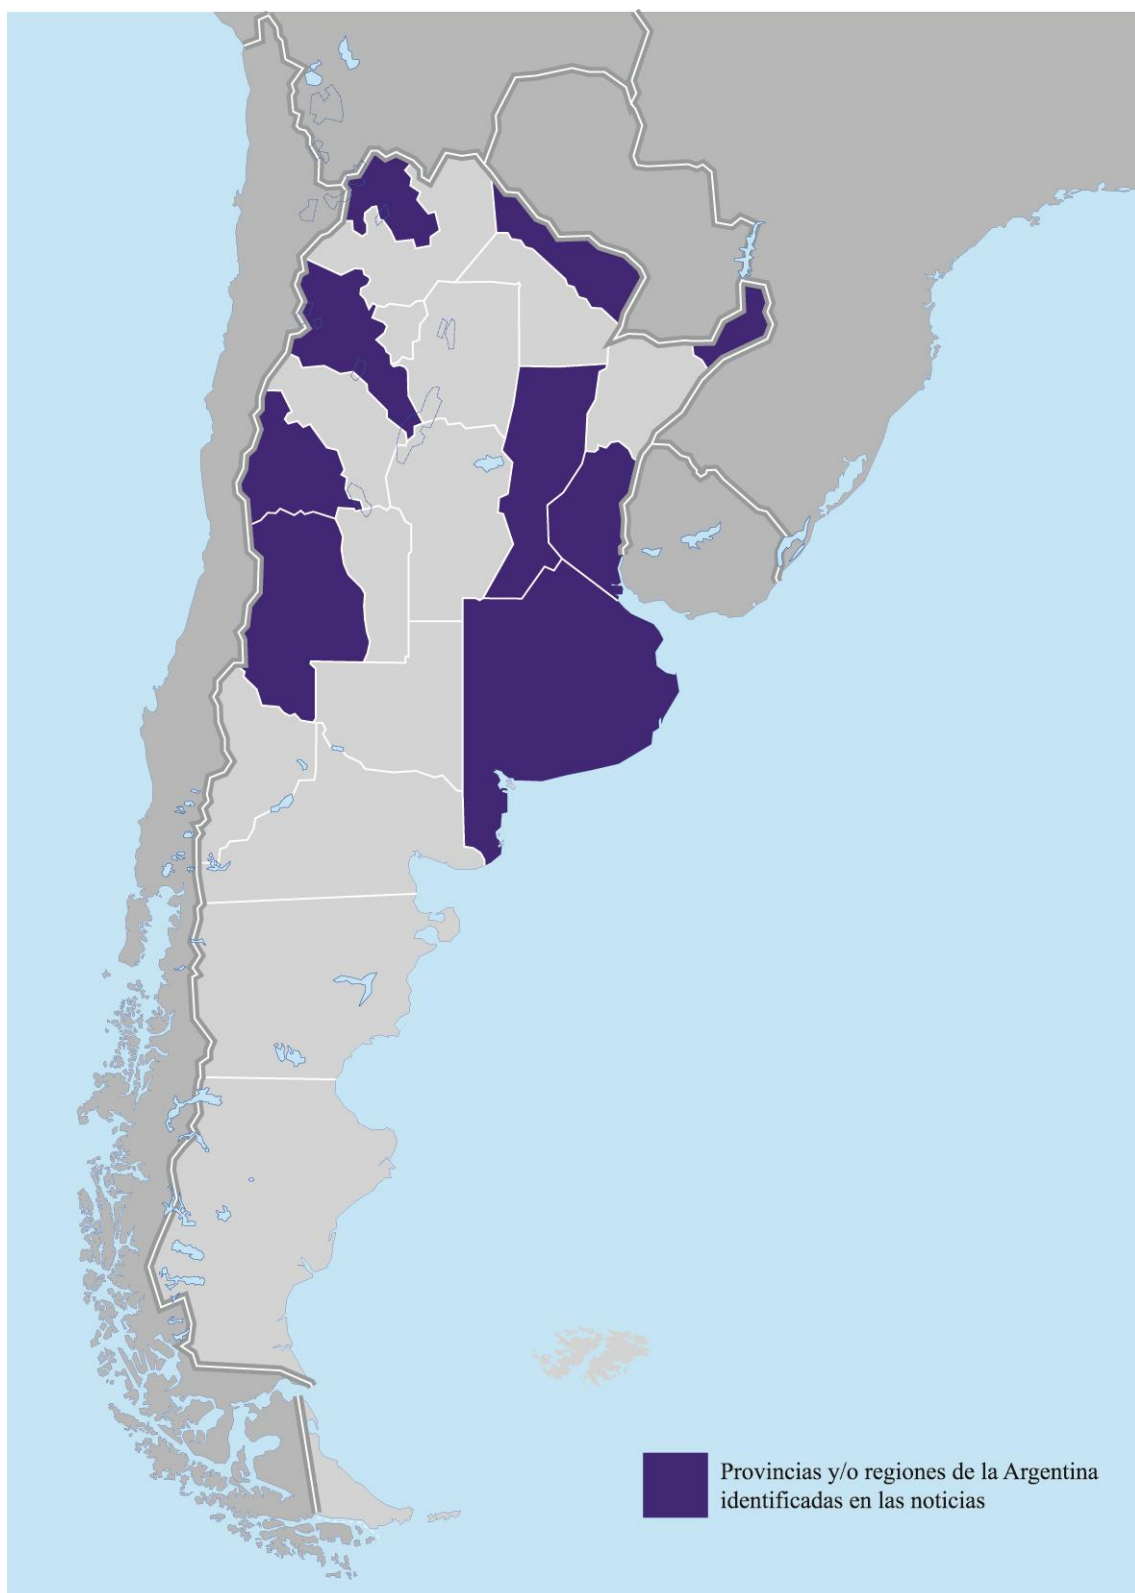 Provincias y/o regiones de la Argentina
identificadas en las noticias